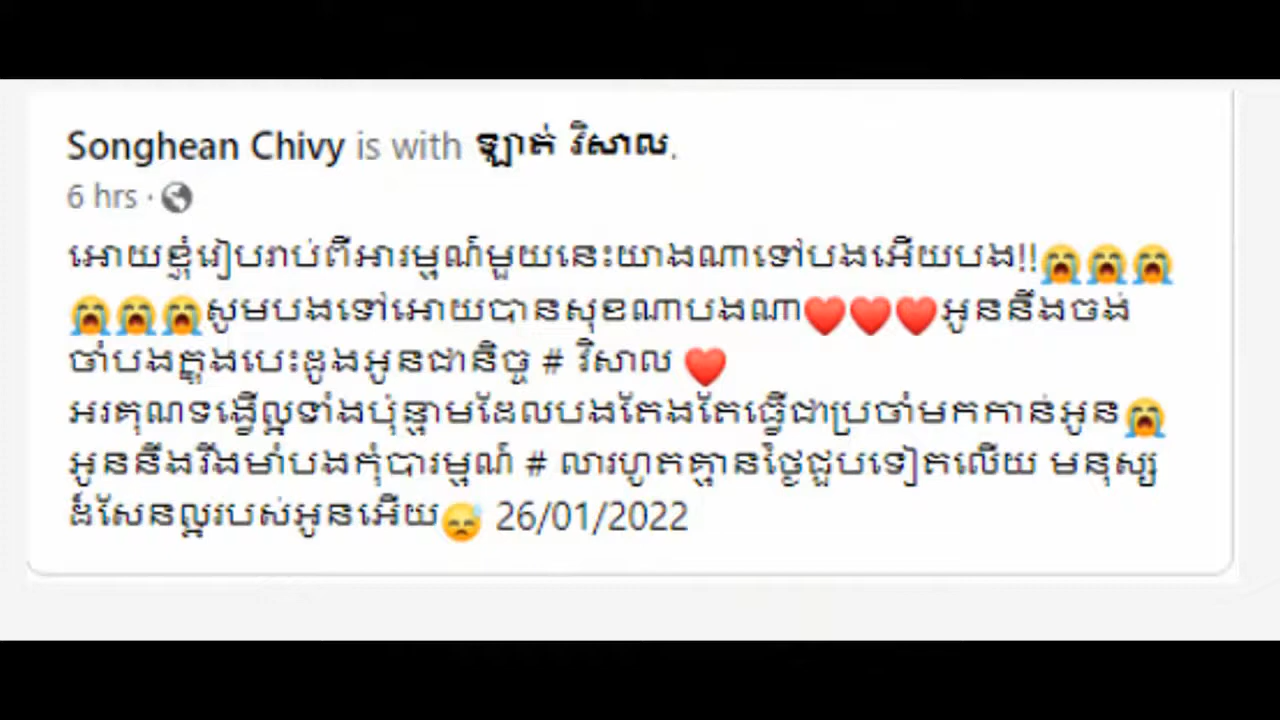 Songhean Chivy is with ឡាត់ វិសាល.
6 hrs ·
អោយខ្ញុំរៀបរាប់ពីអារម្មណ៍មួយនេះយាងណាទៅបងអើយបង!!😭😭😭
😭😭😭សូមបងទៅអោយបានសុខណាបងណា❤️❤️❤️អូននឹងចង់
ចាំបងក្នុងបេះដូងអូនជានិច្ច # វិសាល ❤️
អរគុណទង្វើល្អទាំងប៉ុន្មាមដែលបងតែងតែធ្វើជាប្រចាំមកកាន់អូន😭
អូននឹងរឹងមាំបងកុំបារម្មណ៍ # លារហូតគ្មានថ្ងៃជួបទៀតលើយ មនុស្ស
ដ៏សែនល្អរបស់អូនអើយ😓 26/01/2022